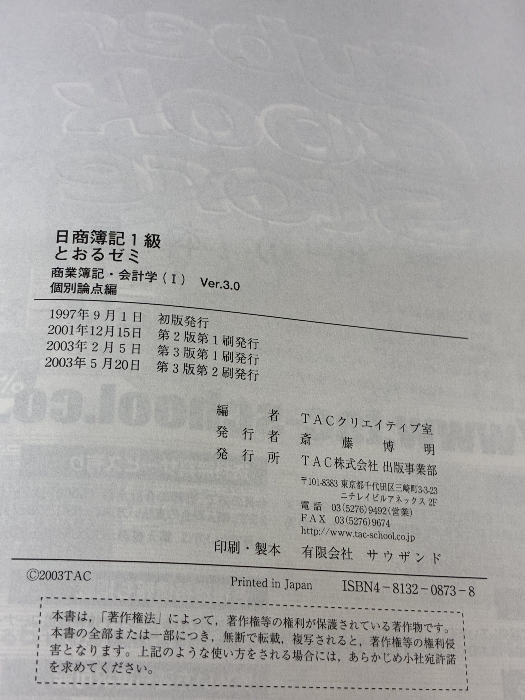 日商簿記1級
とおるゼミ
商業簿記・会計学(I) Ver.3.0
個別論点編
1997年9月1日 初版発行
2001年12月15日 第2版第1刷発行
2003年2月5日 第3版第1刷発行
2003年5月20日 第3版第2刷発行
編者 TACクリエイティブ室
発行者 斎藤博明
発行所 TAC株式会社 出版事業部
〒101-8383 東京都千代田区三崎町3-3-23
ニチレイビルアネックス 2F
電話 03(5276)9492(営業)
FAX 03(5276)9674
http://www.tac-school.co.jp
印刷・製本 有限会社 サウザンド
©2003TAC Printed in Japan ISBN4-8132-0873-8
本書は,「著作権法」によって,著作権等の権利が保護されている著作物です。
本書の全部または一部につき,無断で転載,複写されると,著作権等の権利侵
害となります。上記のような使い方をされる場合には,あらかじめ小社宛許諾
を求めてください。